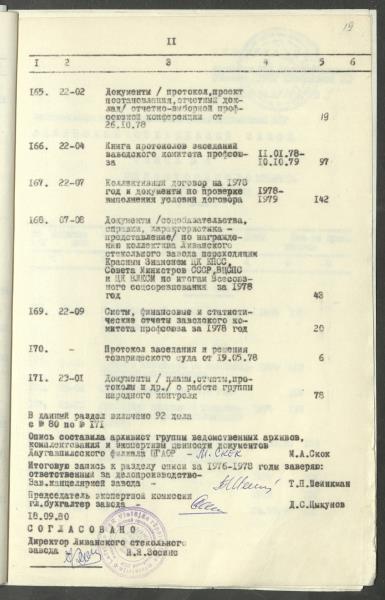 19
II
1 2 3 4 5 6
165. 22-02 Документы / протокол,проект
постановления,отчетный док-
лад/ отчетно-выборной проф-
союзной конференции от
26.10.78 19
166. 22-04 Книга протоколов заседаний
заводского комитета профсою-
за 11.01.78-
10.10.79 97
167. 22-07 Коллективный договор на 1978
год и документы по проверке
выполнения условий договора 1978-
1979 142
168. 07-08 Документы /соцобязательства,
справки, характеристика -
представление/ по награжде-
нию коллектива Ливанского
стекольного завода переходящим
Красным Знаменем ЦК КПСС,
Совета Министров СССР,ВЦСПС
и ЦК ВЛКСМ по итогам Всесоюз-
ного соцсоревнования за 1978
год 43
169. 22-09 Сметы, финансовые и статисти-
ческие отчеты заводского ко-
митета профсоюза за 1978 год 20
170. - Протокол заседания и решения
товарищеского суда от 19.05.78 6
171. 23-01 Документы / планы,отчеты,про-
токолы и др./ о работе группы
народного контроля 78
В данный раздел включено 92 дела
с № 80 по № 171
Опись составила архивист группы ведомственных архивов,
комплектования и экспертизы ценности документов
Даугавпилсского филиала ЦГАОР - М.Скок М.А.Скок
Итоговую запись к разделу описи за 1976-1978 годы заверяю:
ответственный за делопроизводство-
Зав.канцелярией завода Т.П.Вейнкман
Председатель экспертной комиссии
гл.бухгалтер завода - Д.С.Цыкунов
18.09.80
СОГЛАСОВАНО
Директор Ливанского стекольного
завода Я.Я.Зосинс